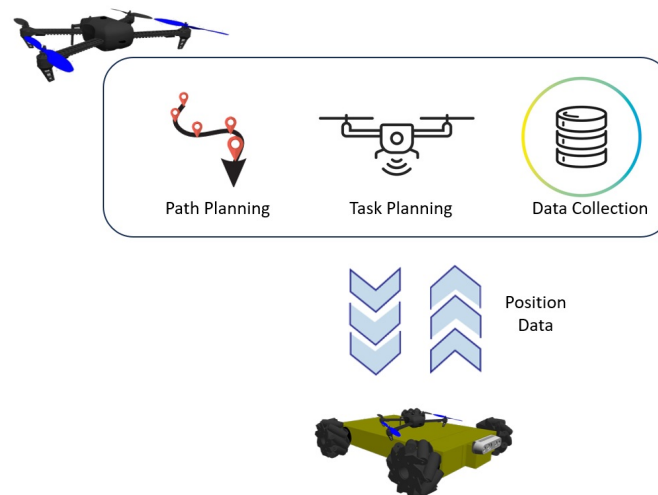 Path Planning
Task Planning
Data Collection
Position
Data